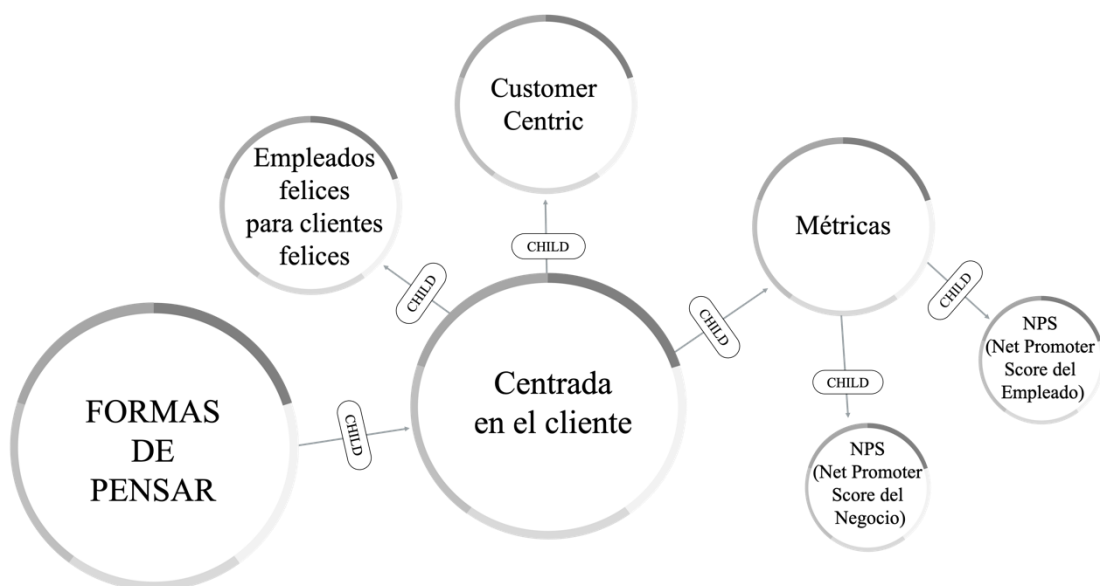 Customer
Centric
Empleados
felices
para clientes
felices
Métricas
CHILD
CHILD
CHILD
CHILD
NPS
(Net Promoter
Score del
Empleado)
FORMAS
DE
PENSAR
CHILD
Centrada
en el cliente
CHILD
NPS
(Net Promoter
Score del
Negocio)